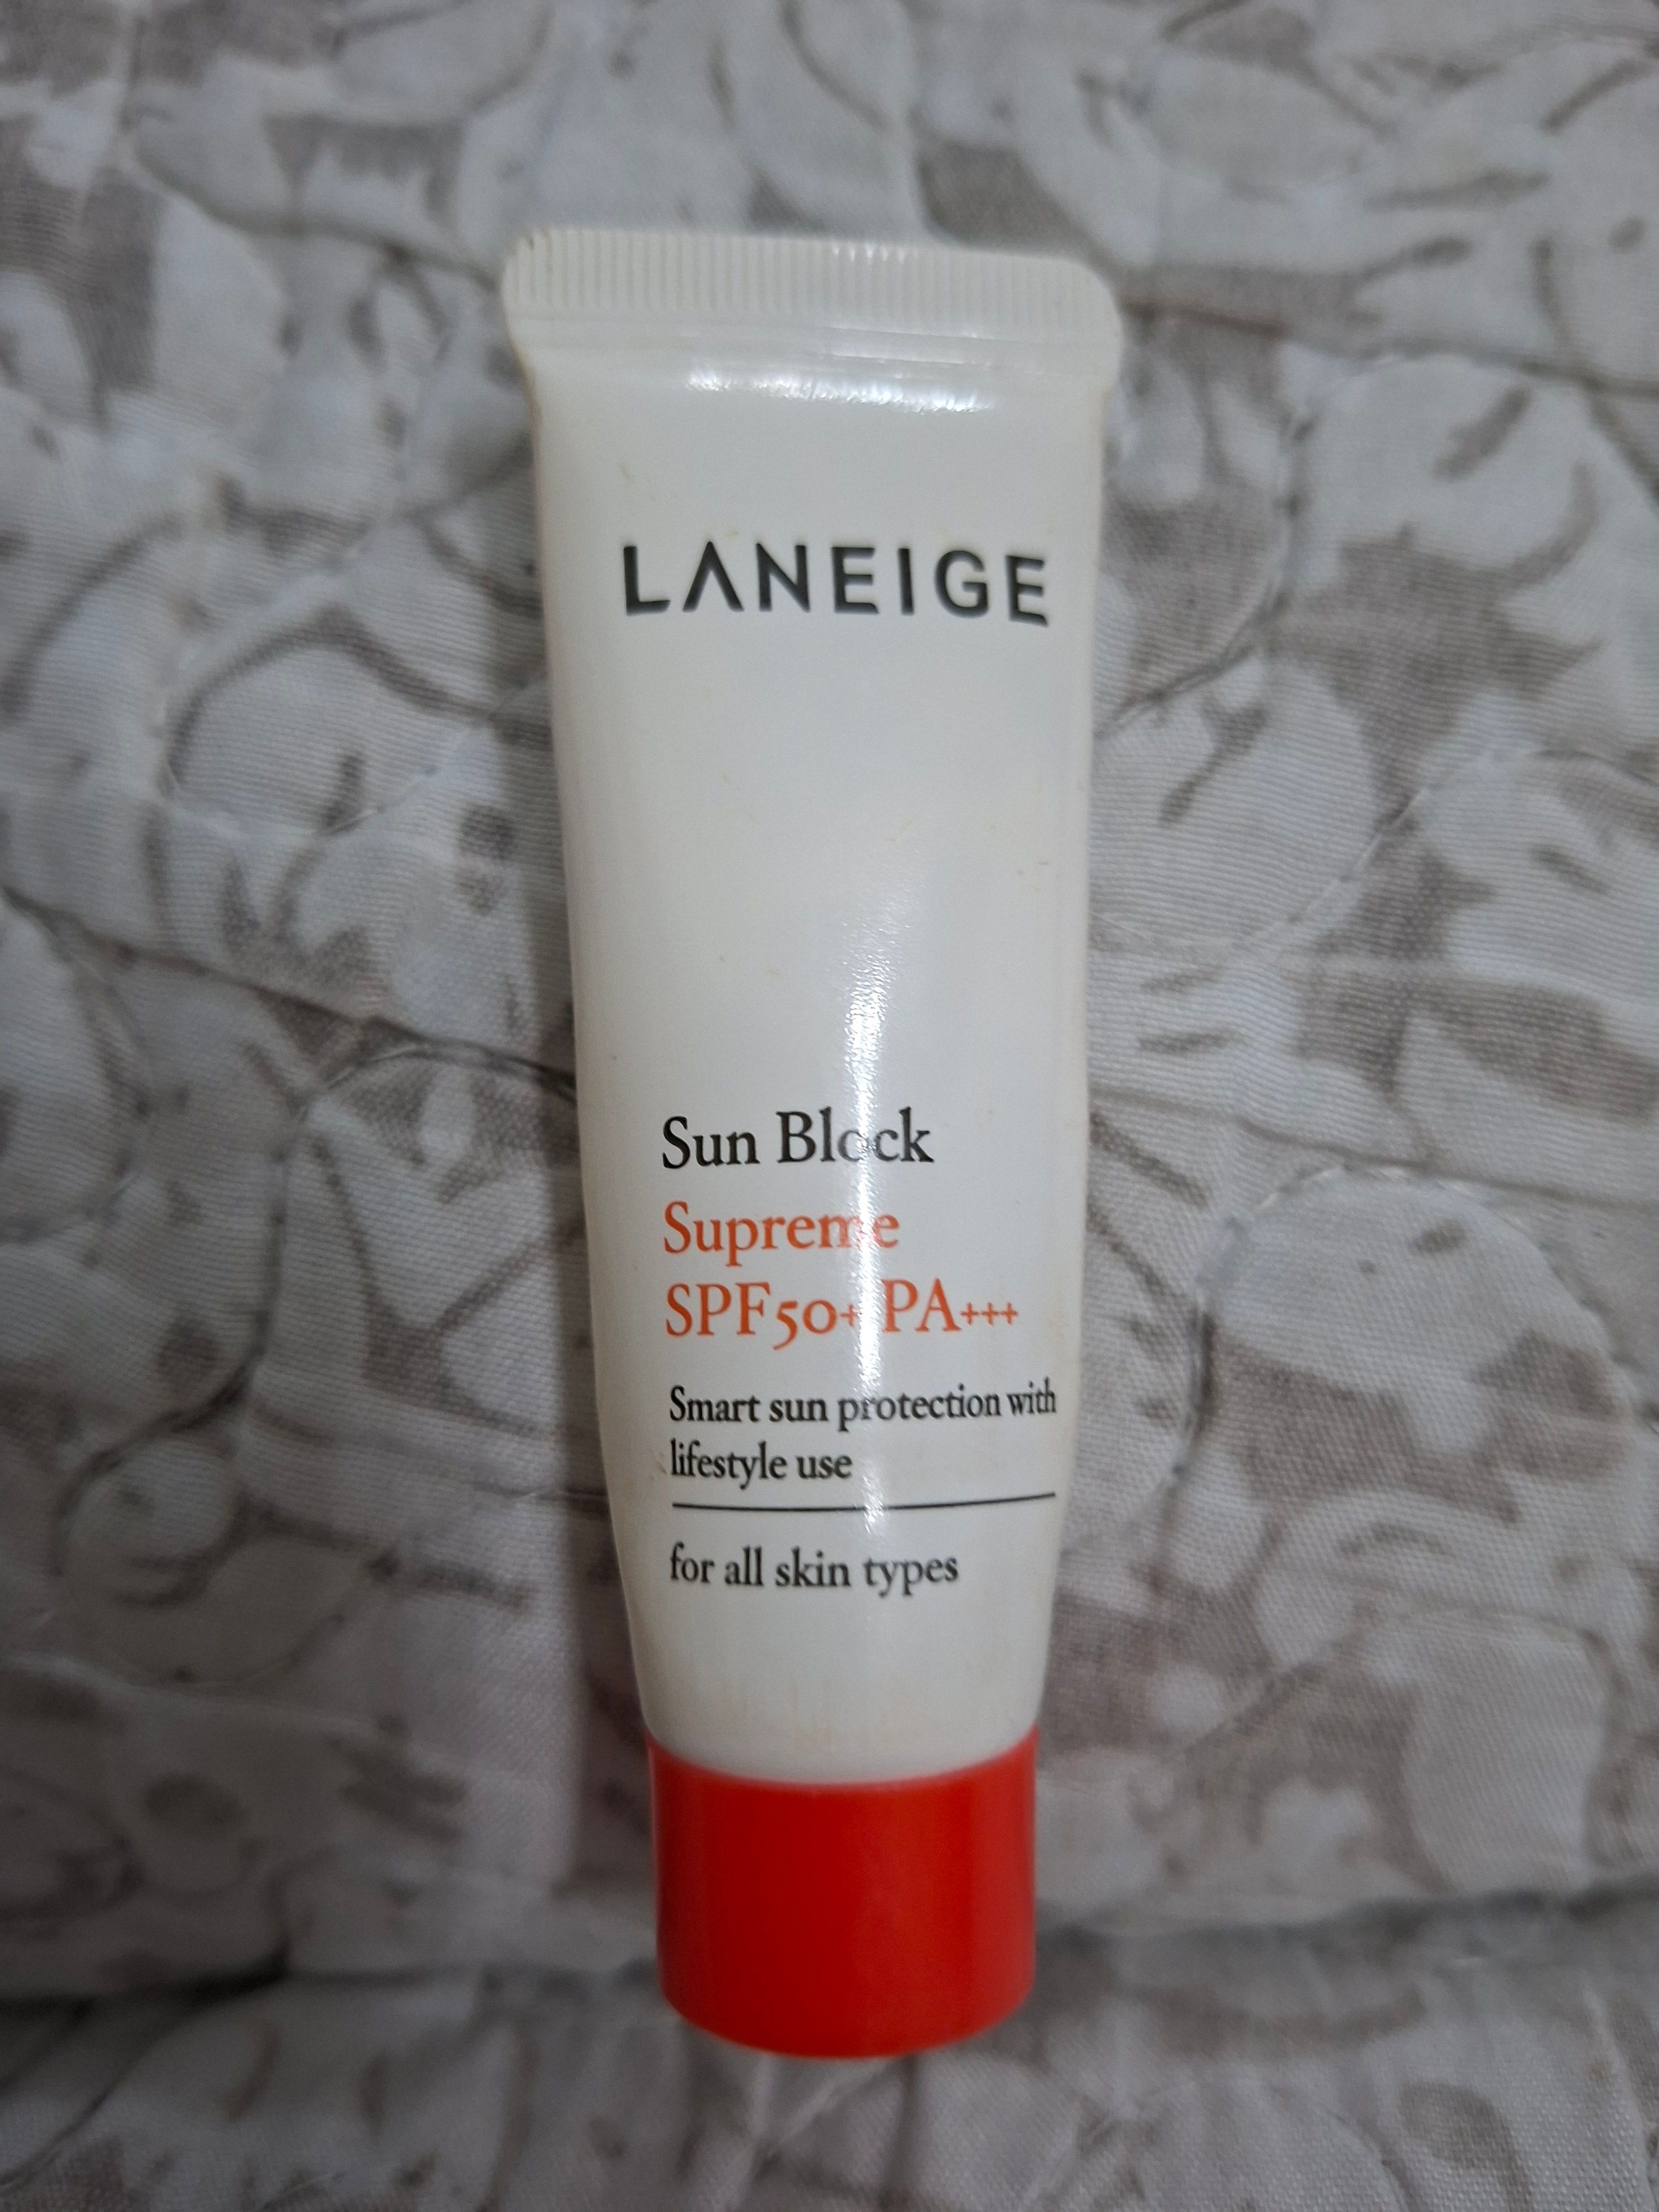 LANEIGE
Sun Block
Supreme
SPF50+ PA+++
Smart sun protection with
lifestyle use
for all skin types